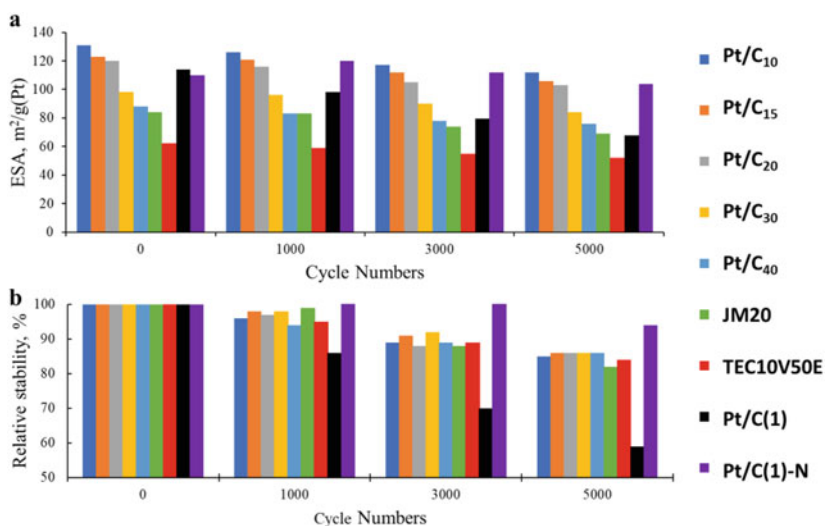 a
ESA, m²/g(Pt)
140
120
100
80
60
40
20
0
0 1000 3000 5000
Cycle Numbers
b
Relative stability, %
100
90
80
70
60
50
0 1000 3000 5000
Cycle Numbers
Pt/C₁₀
Pt/C₁₅
Pt/C₂₀
Pt/C₃₀
Pt/C₄₀
JM20
TEC10V50E
Pt/C(1)
Pt/C(1)-N